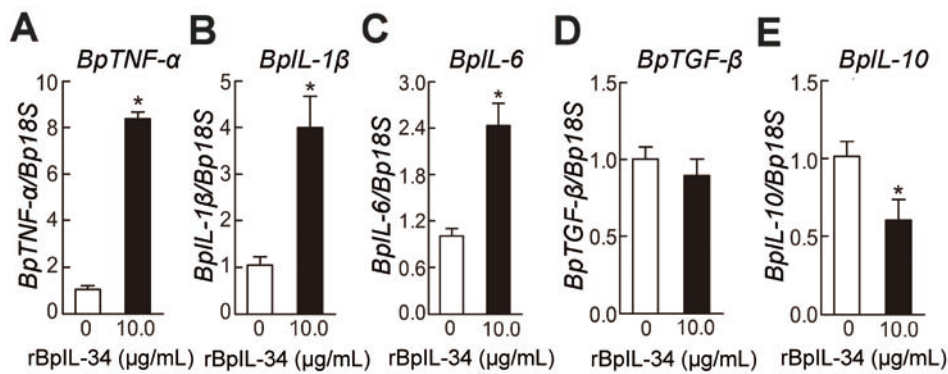 A
BpTNF-α
BpTNF-α/Bp18S
10
8
6
4
2
0
0 10.0
rBpIL-34 (µg/mL)
B
BpIL-1β
BpIL-1β/Bp18S
5
4
3
2
1
0
0 10.0
rBpIL-34 (µg/mL)
C
BpIL-6
BpIL-6/Bp18S
3.0
2.4
1.8
1.2
0.9
0.0
0 10.0
rBpIL-34 (µg/mL)
D
BpTGF-β
BpTGF-β/Bp18S
1.5
1.0
0.5
0.0
0 10.0
rBpIL-34 (µg/mL)
E
BpIL-10
BpIL-10/Bp18S
1.5
1.0
0.5
0.0
0 10.0
rBpIL-34 (µg/mL)
*
*
*
*